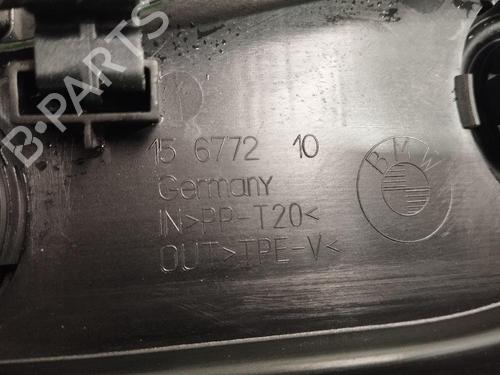 B-PARTS
15 6772 10
BMW
Germany
IN>PP-T20<
OUT>TPE-V<